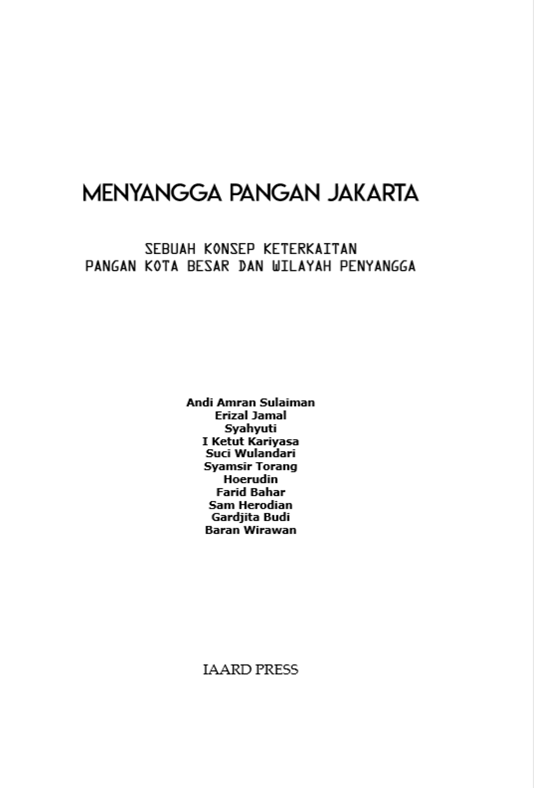 MENYANGGA PANGAN JAKARTA
SEBUAH KONSEP KETERKAITAN
PANGAN KOTA BESAR DAN WILAYAH PENYANGGA
Andi Amran Sulaiman
Erizal Jamal
Syahyuti
I Ketut Kariyasa
Suci Wulandari
Syamsir Torang
Hoerudin
Farid Bahar
Sam Herodian
Gardjita Budi
Baran Wirawan
IAARD PRESS